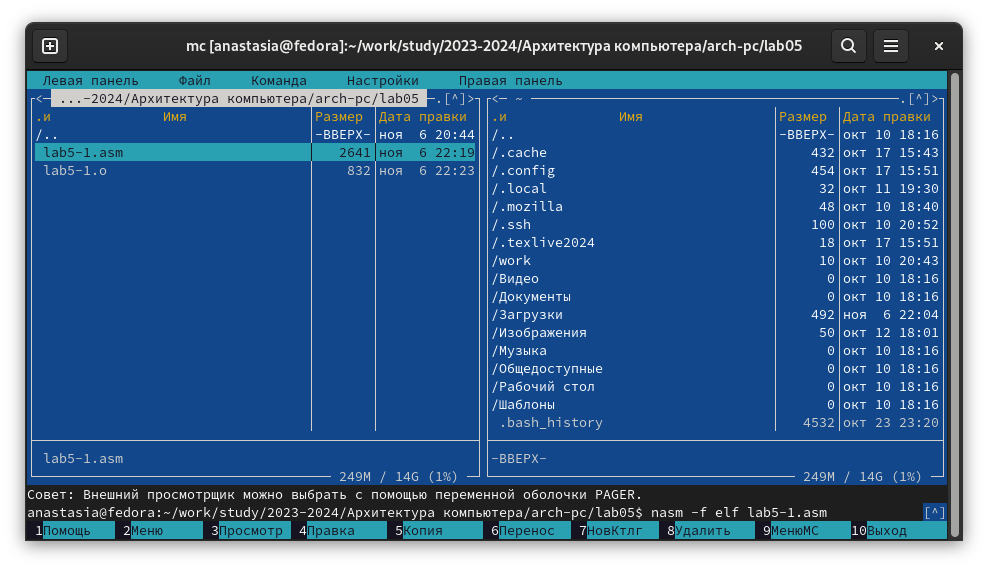 mc [anastasia@fedora]:~/work/study/2023-2024/Архитектура компьютера/arch-pc/lab05
Левая панель Файл Команда Настройки Правая панель
<─ ...-2024/Архитектура компьютера/arch-pc/lab05 ─.[^]>
.и Имя Размер Дата правки
/.. -ВВЕРХ- ноя 6 20:44
lab5-1.asm 2641 ноя 6 22:19
lab5-1.o 832 ноя 6 22:23
lab5-1.asm
249M / 14G (1%)
<─ ~ ─.[^]>
.и Имя Размер Дата правки
/.. -ВВЕРХ- окт 10 18:16
/.cache 432 окт 17 15:43
/.config 454 окт 17 15:51
/.local 32 окт 11 19:30
/.mozilla 48 окт 10 18:40
/.ssh 100 окт 10 20:52
/.texlive2024 18 окт 17 15:51
/work 10 окт 10 20:43
/Видео 0 окт 10 18:16
/Документы 0 окт 10 18:16
/Загрузки 492 ноя 6 22:04
/Изображения 50 окт 12 18:01
/Музыка 0 окт 10 18:16
/Общедоступные 0 окт 10 18:16
/Рабочий стол 0 окт 10 18:16
/Шаблоны 0 окт 10 18:16
.bash_history 4532 окт 23 23:20
-ВВЕРХ-
249M / 14G (1%)
Совет: Внешний просмотрщик можно выбрать с помощью переменной оболочки PAGER.
anastasia@fedora:~/work/study/2023-2024/Архитектура компьютера/arch-pc/lab05$ nasm -f elf lab5-1.asm [^]
1Помощь 2Меню 3Просмотр 4Правка 5Копия 6Перенос 7НовКтлг 8Удалить 9МенюMC 10Выход